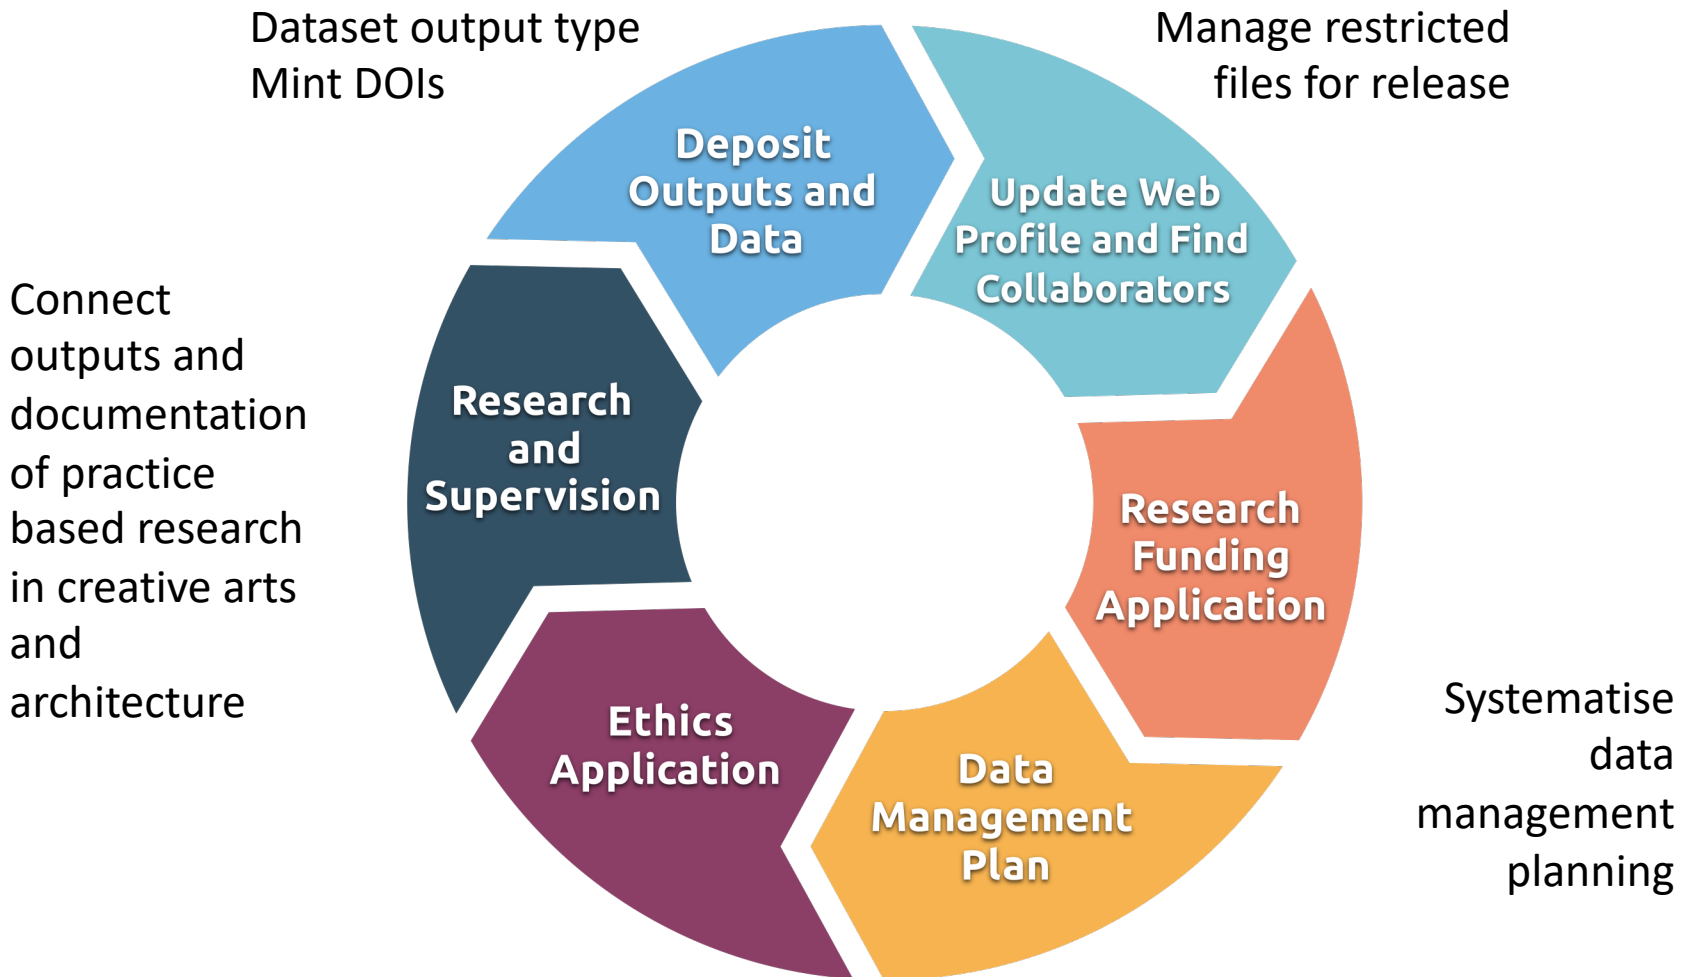 Dataset output type
Mint DOIs
Manage restricted
files for release
Deposit
Outputs and
Data
Update Web
Profile and Find
Collaborators
Connect
outputs and
documentation
of practice
based research
in creative arts
and
architecture
Research
and
Supervision
Research
Funding
Application
Ethics
Application
Data
Management
Plan
Systematise
data
management
planning